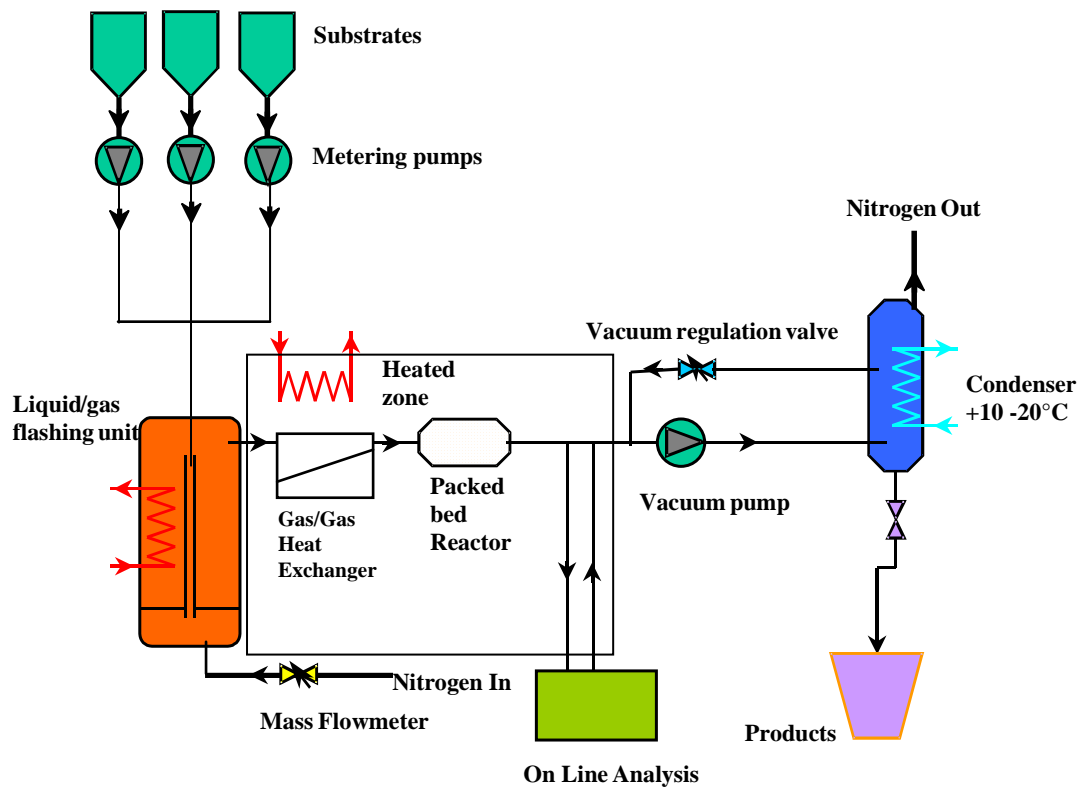 Substrates
Metering pumps
Nitrogen Out
Vacuum regulation valve
Heated
zone
Condenser
+10 -20°C
Liquid/gas
flashing unit
Packed
bed
Reactor
Vacuum pump
Gas/Gas
Heat
Exchanger
Nitrogen In
Mass Flowmeter
Products
On Line Analysis